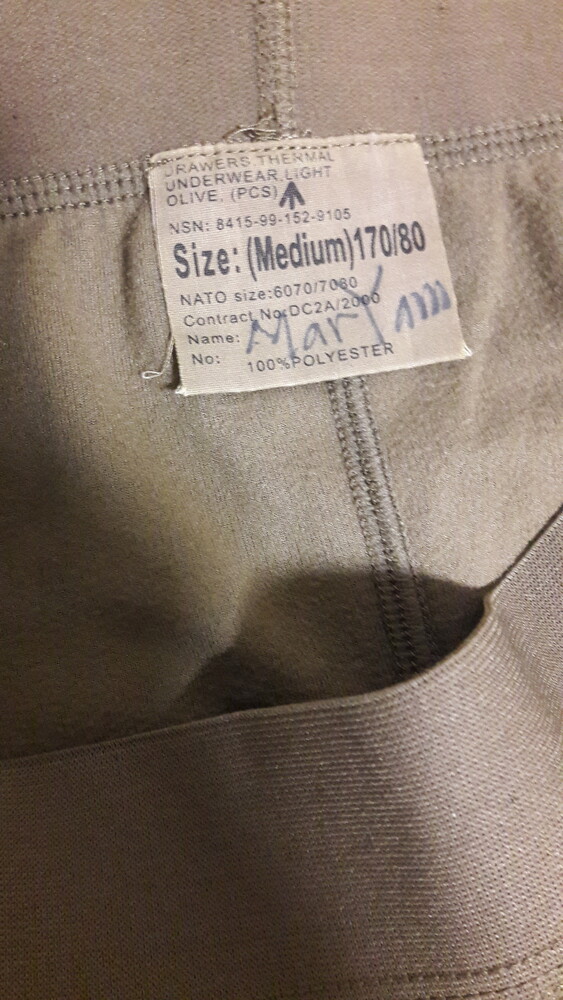 DRAWERS, THERMAL
UNDERWEAR, LIGHT
OLIVE, (PCS)
NSN: 8415-99-152-9105
Size: (Medium)170/80
NATO size:6070/7080
Contract No:DC2A/2000
Name: Mary
No: 100%POLYESTER